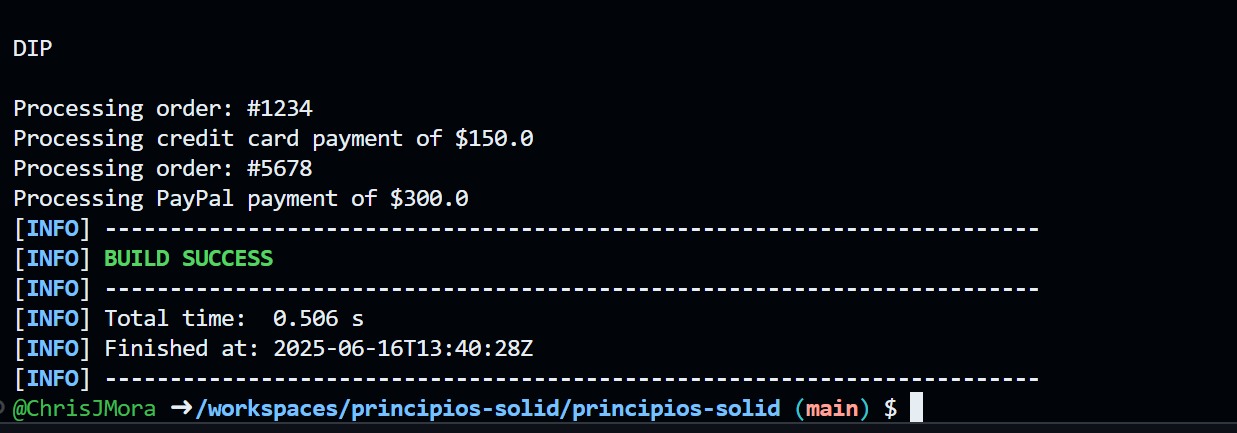 DIP
Processing order: #1234
Processing credit card payment of $150.0
Processing order: #5678
Processing PayPal payment of $300.0
[INFO] ------------------------------------------------------------------------
[INFO] BUILD SUCCESS
[INFO] ------------------------------------------------------------------------
[INFO] Total time:  0.506 s
[INFO] Finished at: 2025-06-16T13:40:28Z
[INFO] ------------------------------------------------------------------------
@ChrisJMora ➜/workspaces/principios-solid/principios-solid (main) $